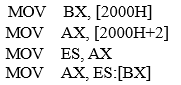 MOV BX, [2000H]
MOV AX, [2000H+2]
MOV ES, AX
MOV AX, ES:[BX]